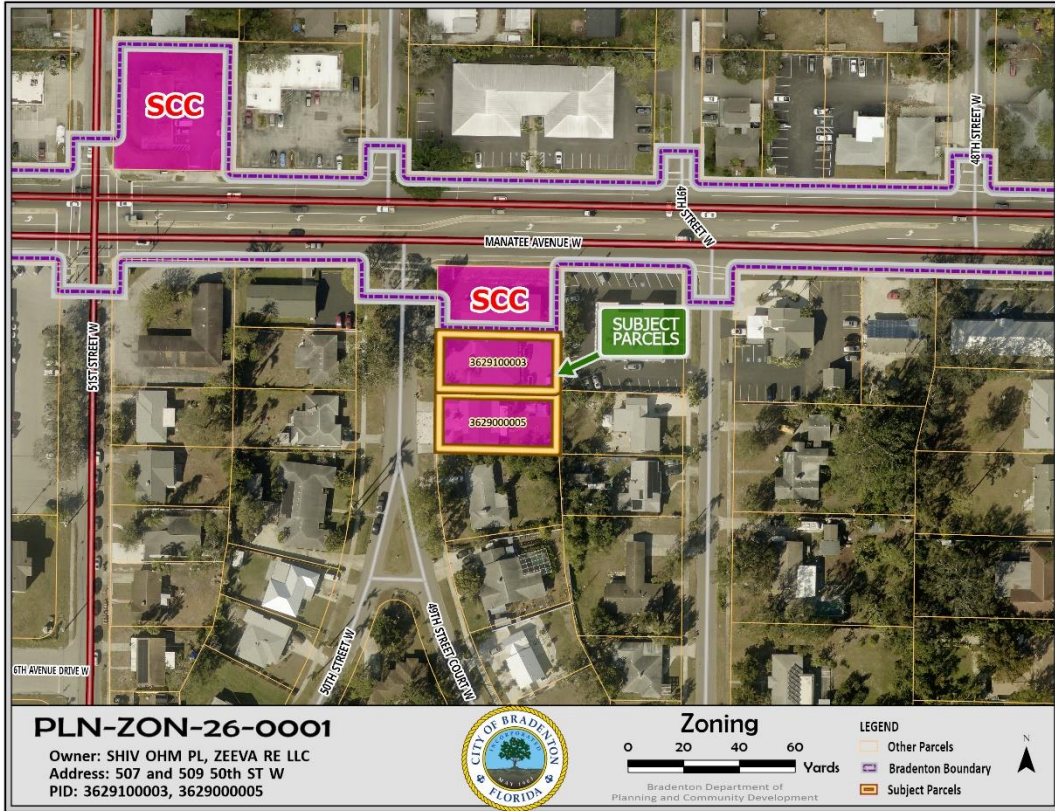 SCC
48TH STREET W
49TH STREET W
MANATEE AVENUE W
SCC
SUBJECT
PARCELS
51ST STREET W
3629100003
3629000005
50TH STREET W
49TH STREET COURT W
6TH AVENUE DRIVE W
PLN-ZON-26-0001
Owner: SHIV OHM PL, ZEEVA RE LLC
Address: 507 and 509 50th ST W
PID: 3629100003, 3629000005
CITY OF BRADENTON
INCORPORATED
MAY 1903
FLORIDA
Zoning
0 20 40 60
Yards
Bradenton Department of
Planning and Community Development
LEGEND
Other Parcels
Bradenton Boundary
Subject Parcels
N